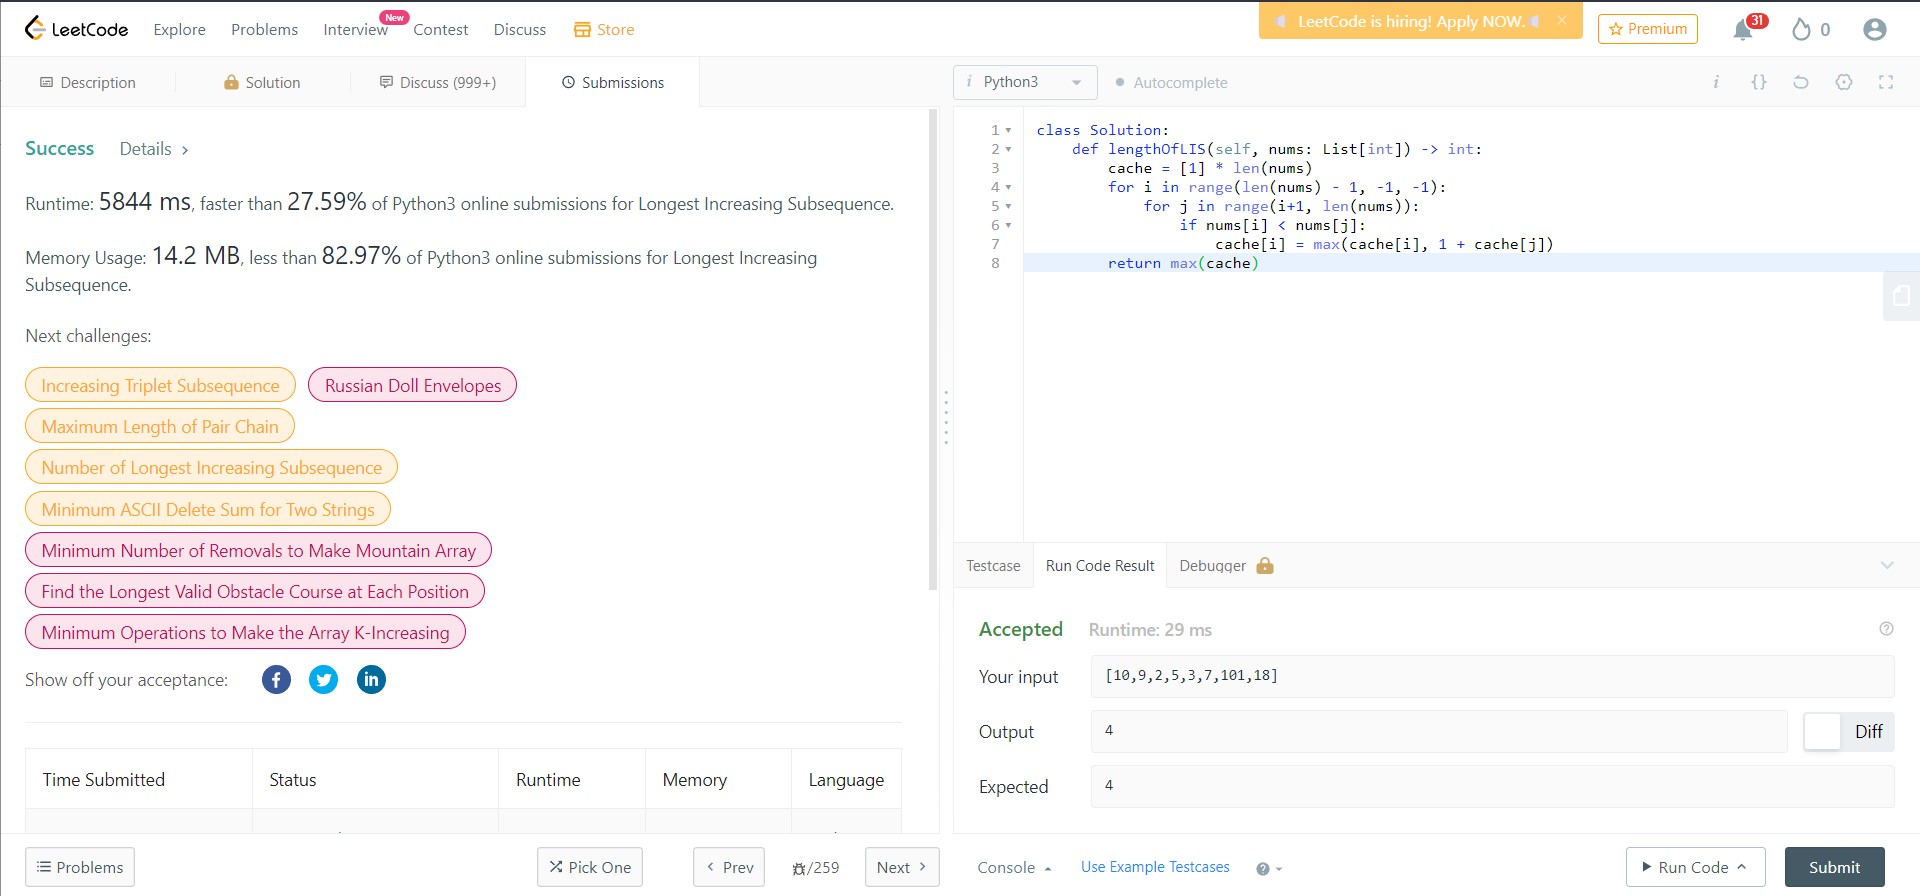 LeetCode
Explore
Problems
Interview
New
Contest
Discuss
Store
LeetCode is hiring! Apply NOW.
Premium
31
0
Description
Solution
Discuss (999+)
Submissions
Success Details >
Runtime: 5844 ms, faster than 27.59% of Python3 online submissions for Longest Increasing Subsequence.
Memory Usage: 14.2 MB, less than 82.97% of Python3 online submissions for Longest Increasing
Subsequence.
Next challenges:
Increasing Triplet Subsequence
Russian Doll Envelopes
Maximum Length of Pair Chain
Number of Longest Increasing Subsequence
Minimum ASCII Delete Sum for Two Strings
Minimum Number of Removals to Make Mountain Array
Find the Longest Valid Obstacle Course at Each Position
Minimum Operations to Make the Array K-Increasing
Show off your acceptance:
Time Submitted
Status
Runtime
Memory
Language
Problems
Pick One
Prev
/259
Next
i Python3
Autocomplete
i {}
1 class Solution:
2     def lengthOfLIS(self, nums: List[int]) -> int:
3         cache = [1] * len(nums)
4         for i in range(len(nums) - 1, -1, -1):
5             for j in range(i+1, len(nums)):
6                 if nums[i] < nums[j]:
7                     cache[i] = max(cache[i], 1 + cache[j])
8         return max(cache)
Testcase
Run Code Result
Debugger
Accepted Runtime: 29 ms
Your input
[10,9,2,5,3,7,101,18]
Output
4
Diff
Expected
4
Console
Use Example Testcases
Run Code
Submit